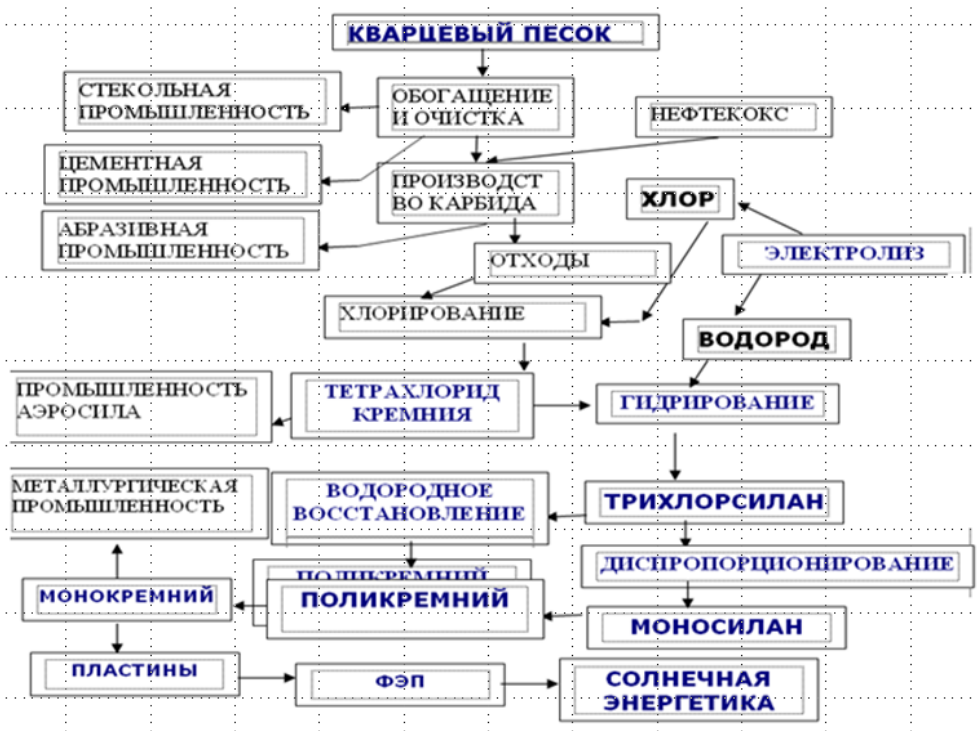 КВАРЦЕВЫЙ ПЕСОК
СТЕКОЛЬНАЯ
ПРОМЫШЛЕННОСТЬ
ОБОГАЩЕНИЕ
И ОЧИСТКА
НЕФТЕКОКС
ЦЕМЕНТНАЯ
ПРОМЫШЛЕННОСТЬ
ПРОИЗВОДСТ
ВО КАРБИДА
ХЛОР
АБРАЗИВНАЯ
ПРОМЫШЛЕННОСТЬ
ЭЛЕКТРОЛИЗ
ОТХОДЫ
ХЛОРИРОВАНИЕ
ВОДОРОД
ПРОМЫШЛЕННОСТЬ
АЭРОСИЛА
ТЕТРАХЛОРИД
КРЕМНИЯ
ГИДРИРОВАНИЕ
МЕТАЛЛУРГИЧЕСКАЯ
ПРОМЫШЛЕННОСТЬ
ВОДОРОДНОЕ
ВОССТАНОВЛЕНИЕ
ТРИХЛОРСИЛАН
ДИСПРОПОРЦИОНИРОВАНИЕ
ПОЛИКРЕМНИЙ
МОНОКРЕМНИЙ
ПОЛИКРЕМНИЙ
МОНОСИЛАН
ПЛАСТИНЫ
ФЭП
СОЛНЕЧНАЯ
ЭНЕРГЕТИКА